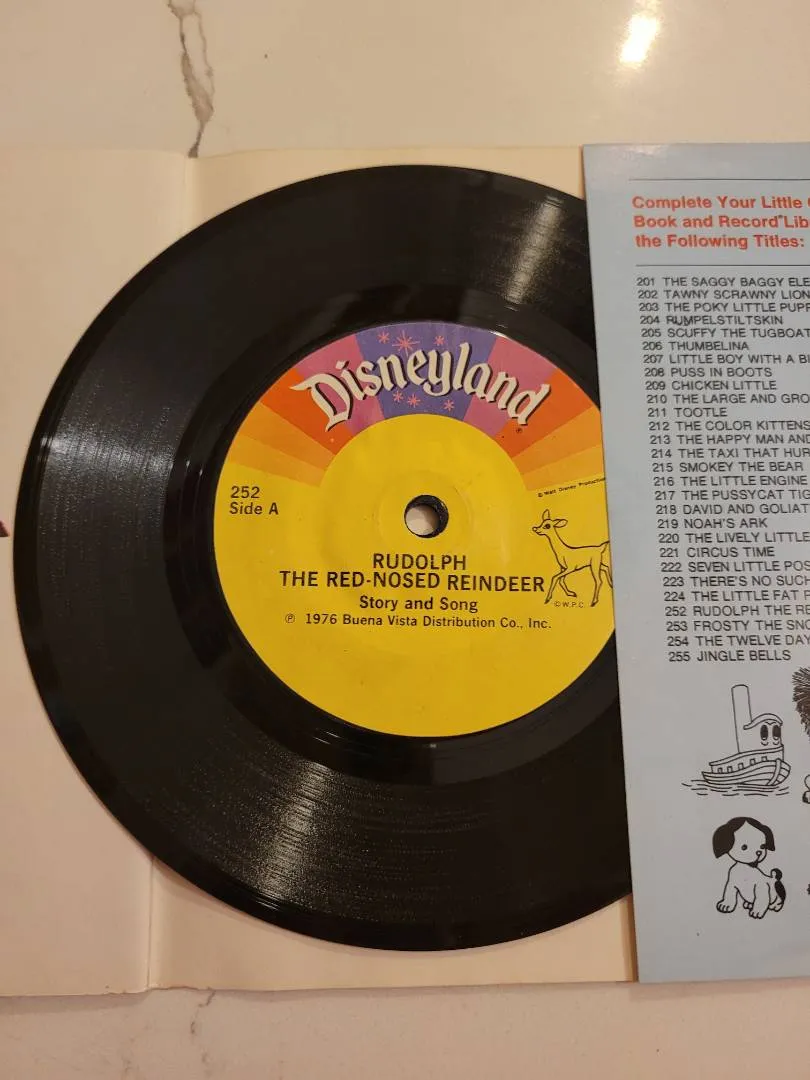 Disneyland
252
Side A
© Walt Disney Production
RUDOLPH
THE RED-NOSED REINDEER
Story and Song
© W.P.C.
℗ 1976 Buena Vista Distribution Co., Inc.
Complete Your Little
Book and Record Lib
the Following Titles:
201 THE SAGGY BAGGY ELE
202 TAWNY SCRAWNY LION
203 THE POKY LITTLE PUPP
204 RUMPELSTILTSKIN
205 SCUFFY THE TUGBOAT
206 THUMBELINA
207 LITTLE BOY WITH A BI
208 PUSS IN BOOTS
209 CHICKEN LITTLE
210 THE LARGE AND GRO
211 TOOTLE
212 THE COLOR KITTENS
213 THE HAPPY MAN AND
214 THE TAXI THAT HUR
215 SMOKEY THE BEAR
216 THE LITTLE ENGINE
217 THE PUSSYCAT TIG
218 DAVID AND GOLIAT
219 NOAH'S ARK
220 THE LIVELY LITTLE
221 CIRCUS TIME
222 SEVEN LITTLE POS
223 THERE'S NO SUCH
224 THE LITTLE FAT P
252 RUDOLPH THE RE
253 FROSTY THE SNO
254 THE TWELVE DAY
255 JINGLE BELLS